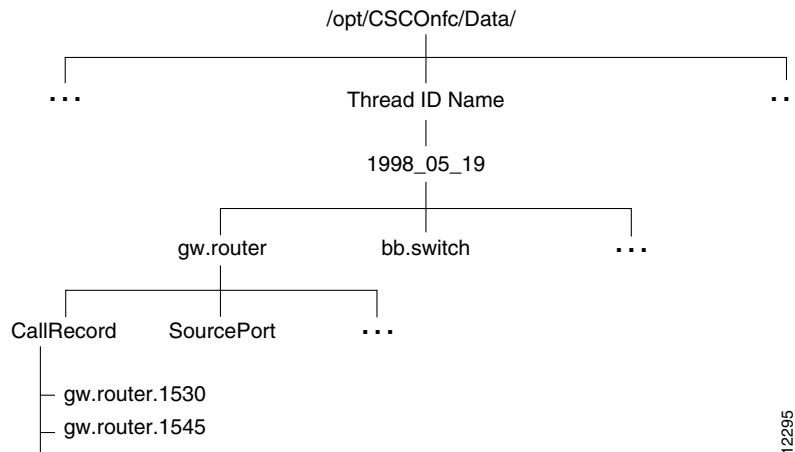 /opt/CSCOnfc/Data/
... Thread ID Name ..
1998_05_19
gw.router bb.switch ...
CallRecord SourcePort ...
gw.router.1530
gw.router.1545
12295